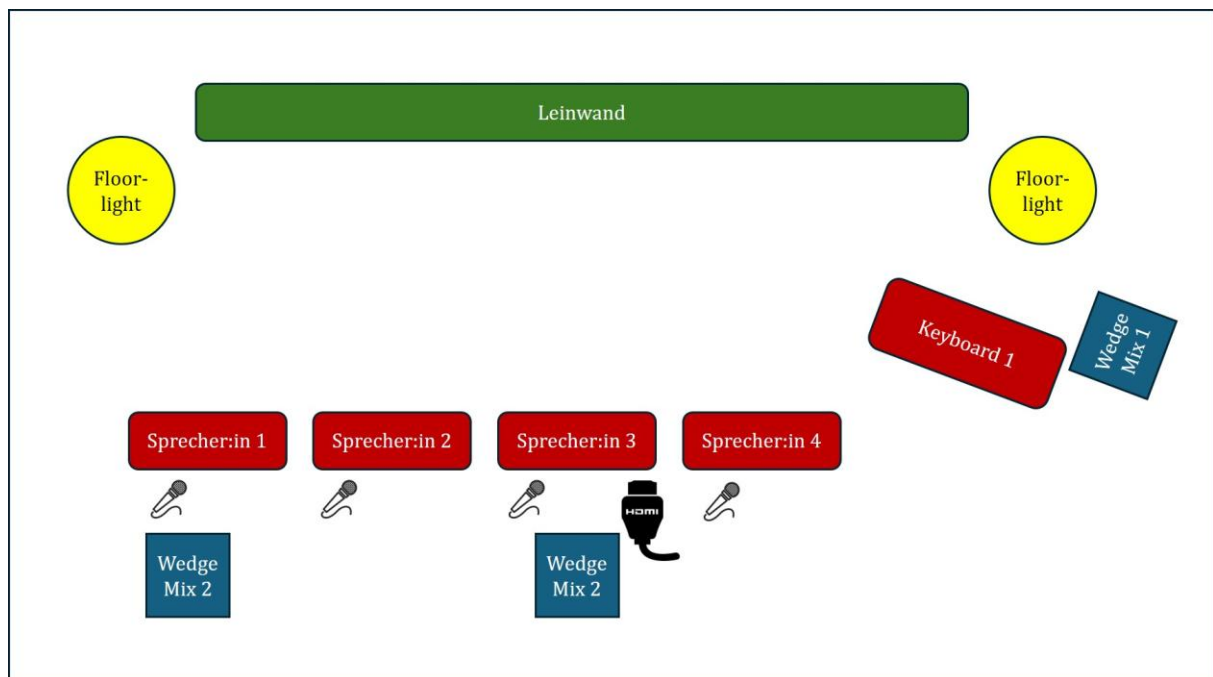 Leinwand
Floor-
light
Floor-
light
Keyboard 1
Wedge
Mix 1
Sprecher:in 1
Sprecher:in 2
Sprecher:in 3
Sprecher:in 4
HDMI
Wedge
Mix 2
Wedge
Mix 2